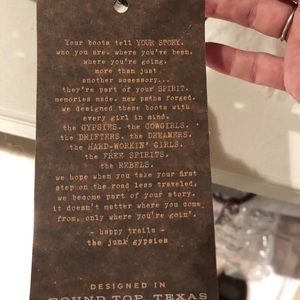 Your boots tell YOUR STORY.
who you are. where you've been.
where you're going.
more than just
another accessory...
they're part of your SPIRIT.
memories made. new paths forged.
we designed these boots with
every girl in mind.
the GYPSIES. the COWGIRLS.
the DRIFTERS. the DREAMERS.
the HARD-WORKIN' GIRLS.
the FREE SPIRITS.
the REBELS.
we hope when you take your first
step on the road less traveled,
we become part of your story.
it doesn't matter where you come
from, only where you're goin'.
- happy trails -
the junk gypsies
DESIGNED IN
ROUND TOP, TEXAS